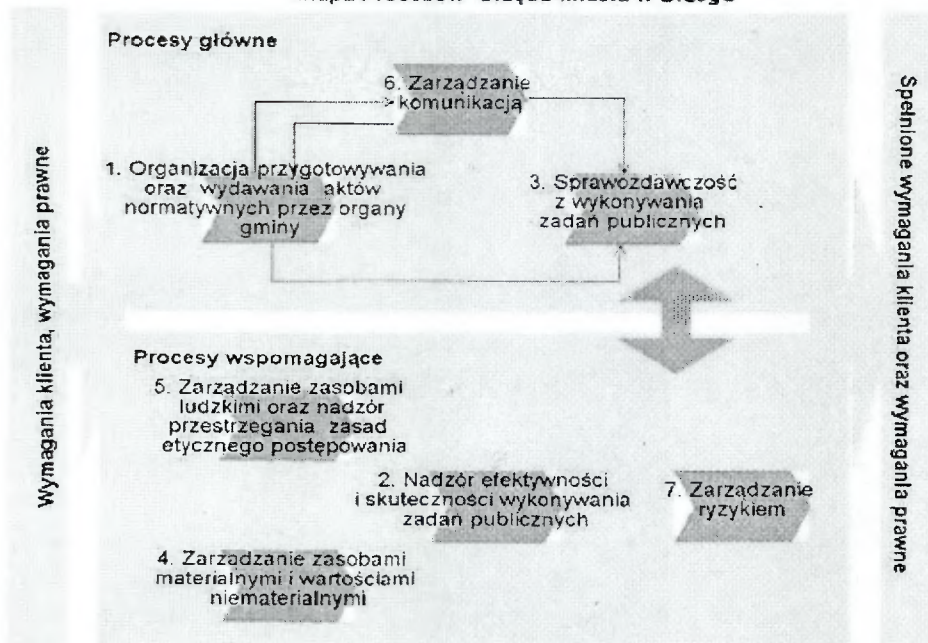 Procesy główne
6. Zarządzanie
komunikacją
1. Organizacja przygotowywania
oraz wydawania aktów
normatywnych przez organy
gminy
3. Sprawozdawczość
z wykonywania
zadań publicznych
Procesy wspomagające
5. Zarządzanie zasobami
ludzkimi oraz nadzór
przestrzegania zasad
etycznego postępowania
2. Nadzór efektywności
i skuteczności wykonywania
zadań publicznych
7. Zarządzanie
ryzykiem
4. Zarządzanie zasobami
materialnymi i wartościami
niematerialnymi
Wymagania klienta, wymagania prawne
Spełnione wymagania klienta oraz wymagania prawne